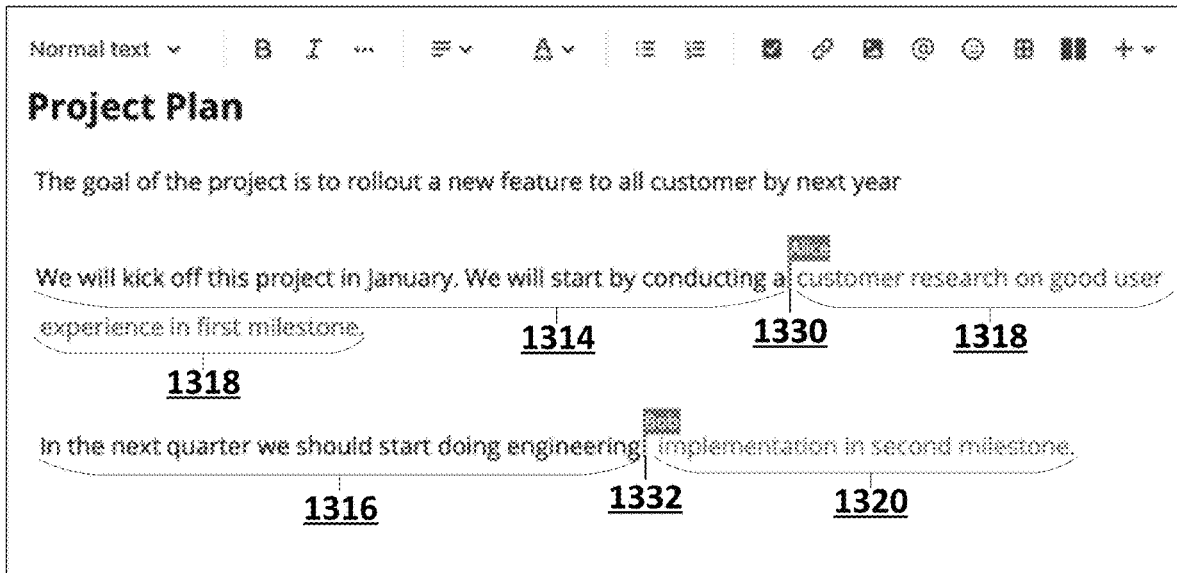 Normal text
Project Plan
The goal of the project is to rollout a new feature to all customer by next year
We will kick off this project in January. We will start by conducting a customer research on good user
experience in first milestone.
1314 1330 1318
1318
In the next quarter we should start doing engineering implementation in second milestone.
1316 1332 1320